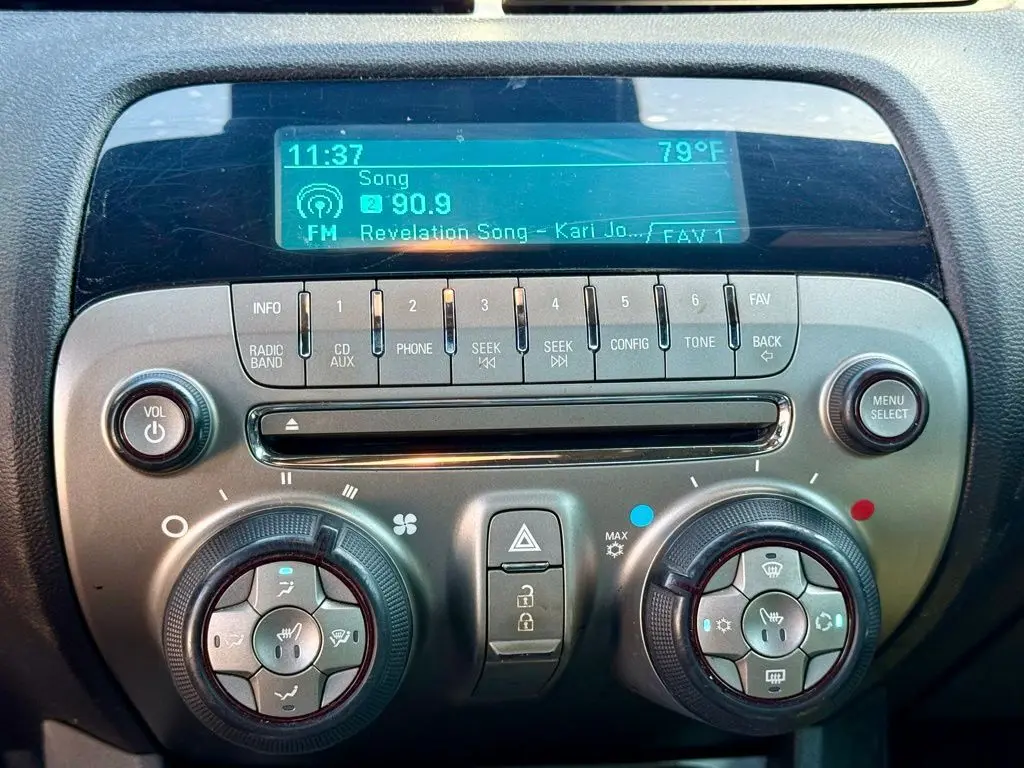 11:37 79°F
Song
2 90.9
FM Revelation Song - Kari Jo... FAV 1
INFO 1 2 3 4 5 6 FAV
RADIO BAND CD AUX PHONE SEEK SEEK CONFIG TONE BACK
VOL
MENU SELECT
MAX